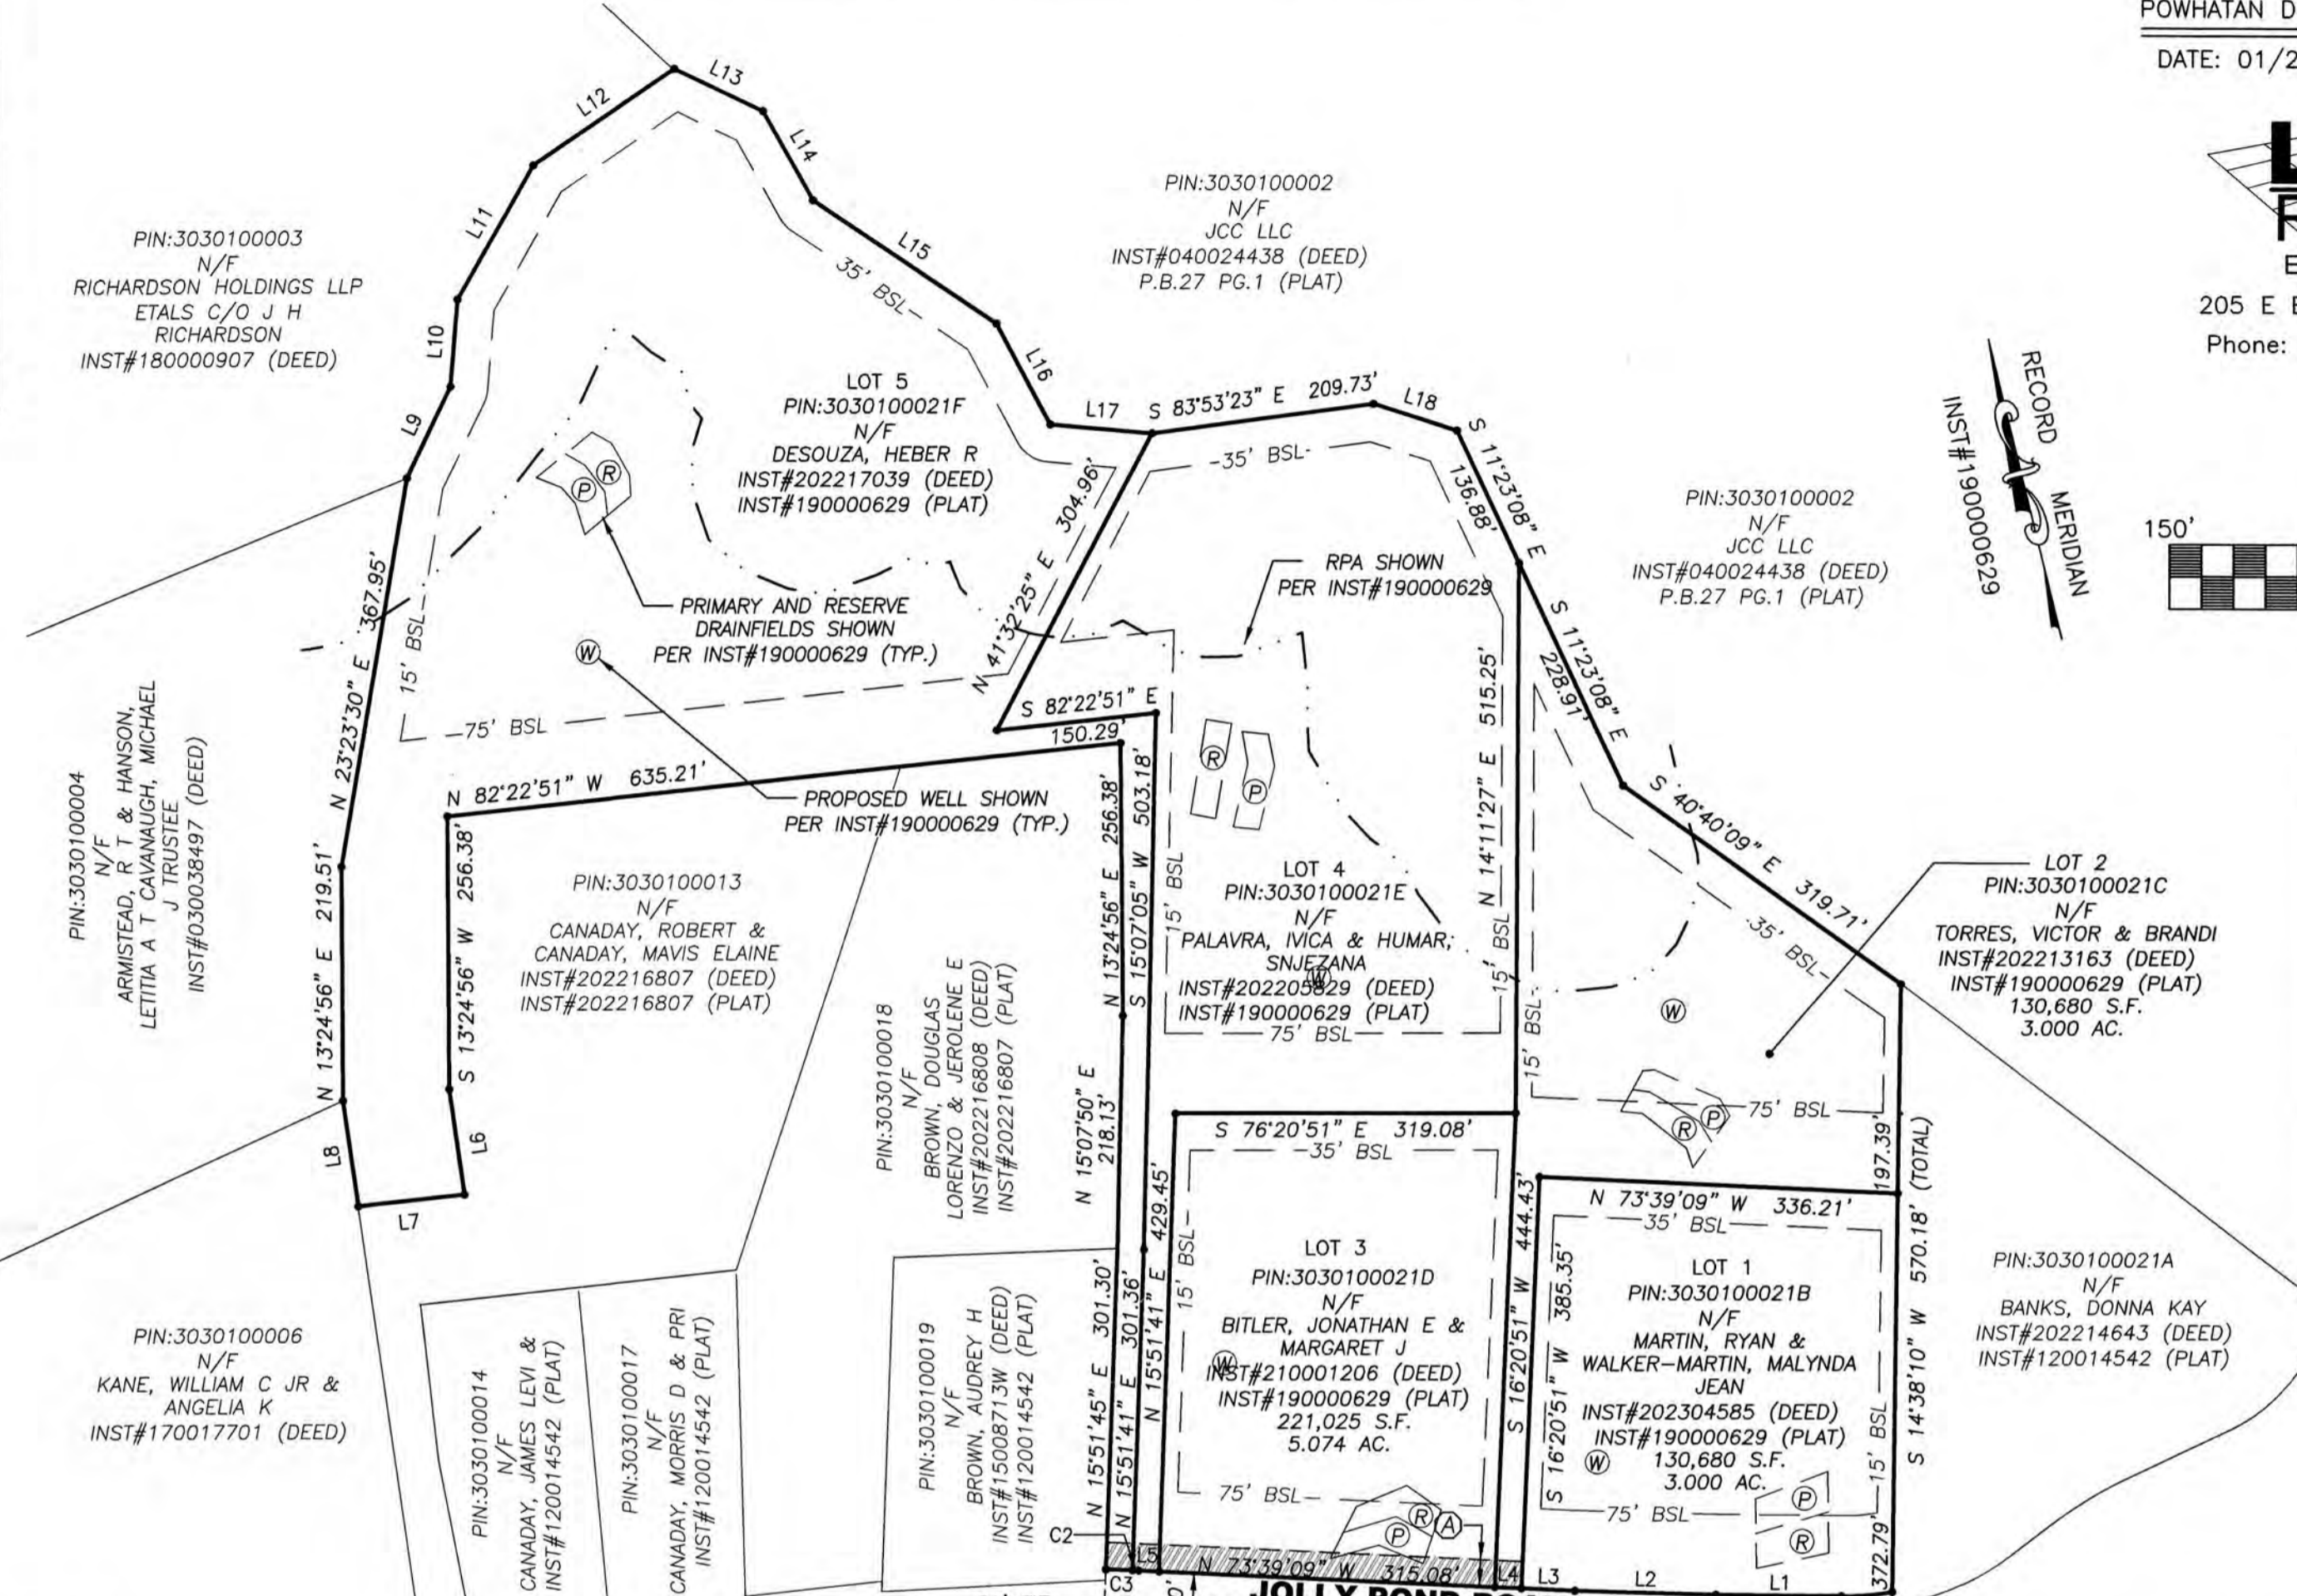 POWHATAN D
DATE: 01/2
205 E
Phone:
150'
RECORD
MERIDIAN
INST#190000629
L13
L12
L14
L11
L15
L10
L16
L9
L17
S 83°53'23" E 209.73'
L18
S 11°23'08" E
136.88'
35' BSL
-35' BSL-
PIN:3030100003
N/F
RICHARDSON HOLDINGS LLP
ETALS C/O J H
RICHARDSON
INST#180000907 (DEED)
PIN:3030100002
N/F
JCC LLC
INST#040024438 (DEED)
P.B.27 PG.1 (PLAT)
LOT 5
PIN:3030100021F
N/F
DESOUZA, HEBER R
INST#202217039 (DEED)
INST#190000629 (PLAT)
R
P
PIN:3030100002
N/F
JCC LLC
INST#040024438 (DEED)
P.B.27 PG.1 (PLAT)
N 41°32'25" E 304.96'
RPA SHOWN
PER INST#190000629
PRIMARY AND RESERVE
DRAINFIELDS SHOWN
PER INST#190000629 (TYP.)
W
N 23°23'30" E 367.95'
15' BSL
75' BSL
S 82°22'51" E
150.29'
N 82°22'51" W 635.21'
PROPOSED WELL SHOWN
PER INST#190000629 (TYP.)
S 11°23'08" E
228.91'
S 40°40'09" E 319.71'
35' BSL
N 14°11'27" E 515.25'
15' BSL
15' BSL
15' BSL
PIN:3030100004
N/F
ARMISTEAD, R T & HANSON,
LETITIA A T CAVANAUGH, MICHAEL
J TRUSTEE
INST#030038497 (DEED)
N 13°24'56" E 219.51'
S 13°24'56" W 256.38'
PIN:3030100013
N/F
CANADAY, ROBERT &
CANADAY, MAVIS ELAINE
INST#202216807 (DEED)
INST#202216807 (PLAT)
N 13°24'56" E 256.38'
S 15°07'05" W 503.18'
R
P
LOT 4
PIN:3030100021E
N/F
PALAVRA, IVICA & HUMAR;
SNJEZANA
W
INST#202205829 (DEED)
INST#190000629 (PLAT)
75' BSL
LOT 2
PIN:3030100021C
N/F
TORRES, VICTOR & BRANDI
INST#202213163 (DEED)
INST#190000629 (PLAT)
130,680 S.F.
3.000 AC.
W
R
P
75' BSL
PIN:3030100018
N/F
BROWN, DOUGLAS
LORENZO & JEROLENE E
INST#202216808 (DEED)
INST#202216807 (PLAT)
N 15°07'50" E
218.13'
L8
L6
L7
S 76°20'51" E 319.08'
35' BSL
197.39'
S 14°38'10" W 570.18' (TOTAL)
N 73°39'09" W 336.21'
35' BSL
429.45'
N 15°51'41" E
15' BSL
S 16°20'51" W 444.43'
S 16°20'51" W 385.35'
LOT 3
PIN:3030100021D
N/F
BITLER, JONATHAN E &
MARGARET J
W
INST#210001206 (DEED)
INST#190000629 (PLAT)
221,025 S.F.
5.074 AC.
75' BSL
R
P
A
LOT 1
PIN:3030100021B
N/F
MARTIN, RYAN &
WALKER-MARTIN, MALYNDA
JEAN
INST#202304585 (DEED)
INST#190000629 (PLAT)
W
130,680 S.F.
3.000 AC.
75' BSL
15' BSL
P
R
PIN:3030100021A
N/F
BANKS, DONNA KAY
INST#202214643 (DEED)
INST#120014542 (PLAT)
PIN:3030100006
N/F
KANE, WILLIAM C JR &
ANGELIA K
INST#170017701 (DEED)
PIN:3030100014
N/F
CANADAY, JAMES LEVI &
INST#120014542 (PLAT)
PIN:3030100017
N/F
CANADAY, MORRIS D & PRI
INST#120014542 (PLAT)
PIN:3030100019
N/F
BROWN, AUDREY H
INST#15008713W (DEED)
INST#120014542 (PLAT)
N 15°51'45" E 301.30'
N 15°51'41" E 301.36'
C2
C3
L5
N 73°39'09" W 315.08'
L4
L3
L2
L1
372.79'
JOLLY POND